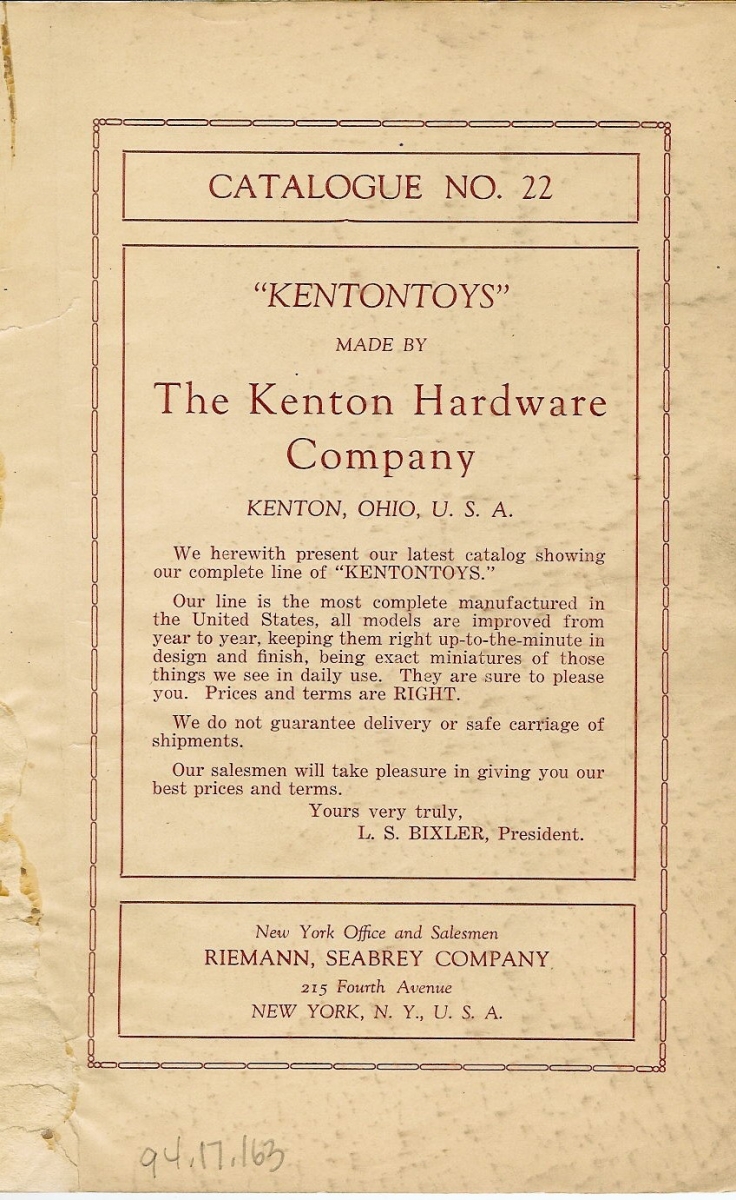 CATALOGUE NO. 22
“KENTONTOYS”
MADE BY
The Kenton Hardware
Company
KENTON, OHIO, U. S. A.
We herewith present our latest catalog showing
our complete line of “KENTONTOYS.”
Our line is the most complete manufactured in
the United States, all models are improved from
year to year, keeping them right up-to-the-minute in
design and finish, being exact miniatures of those
things we see in daily use. They are sure to please
you. Prices and terms are RIGHT.
We do not guarantee delivery or safe carriage of
shipments.
Our salesmen will take pleasure in giving you our
best prices and terms.
Yours very truly,
L. S. BIXLER, President.
New York Office and Salesmen
RIEMANN, SEABREY COMPANY
215 Fourth Avenue
NEW YORK, N. Y., U. S. A.
94.17.163